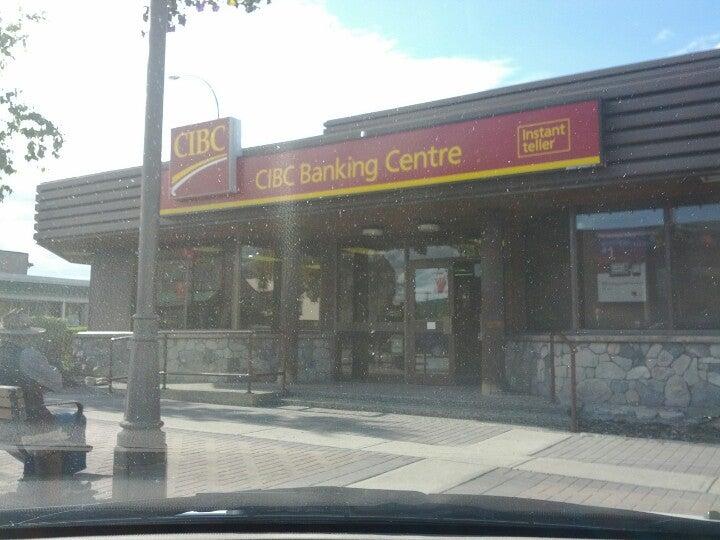 CIBC
CIBC Banking Centre
Instant
teller